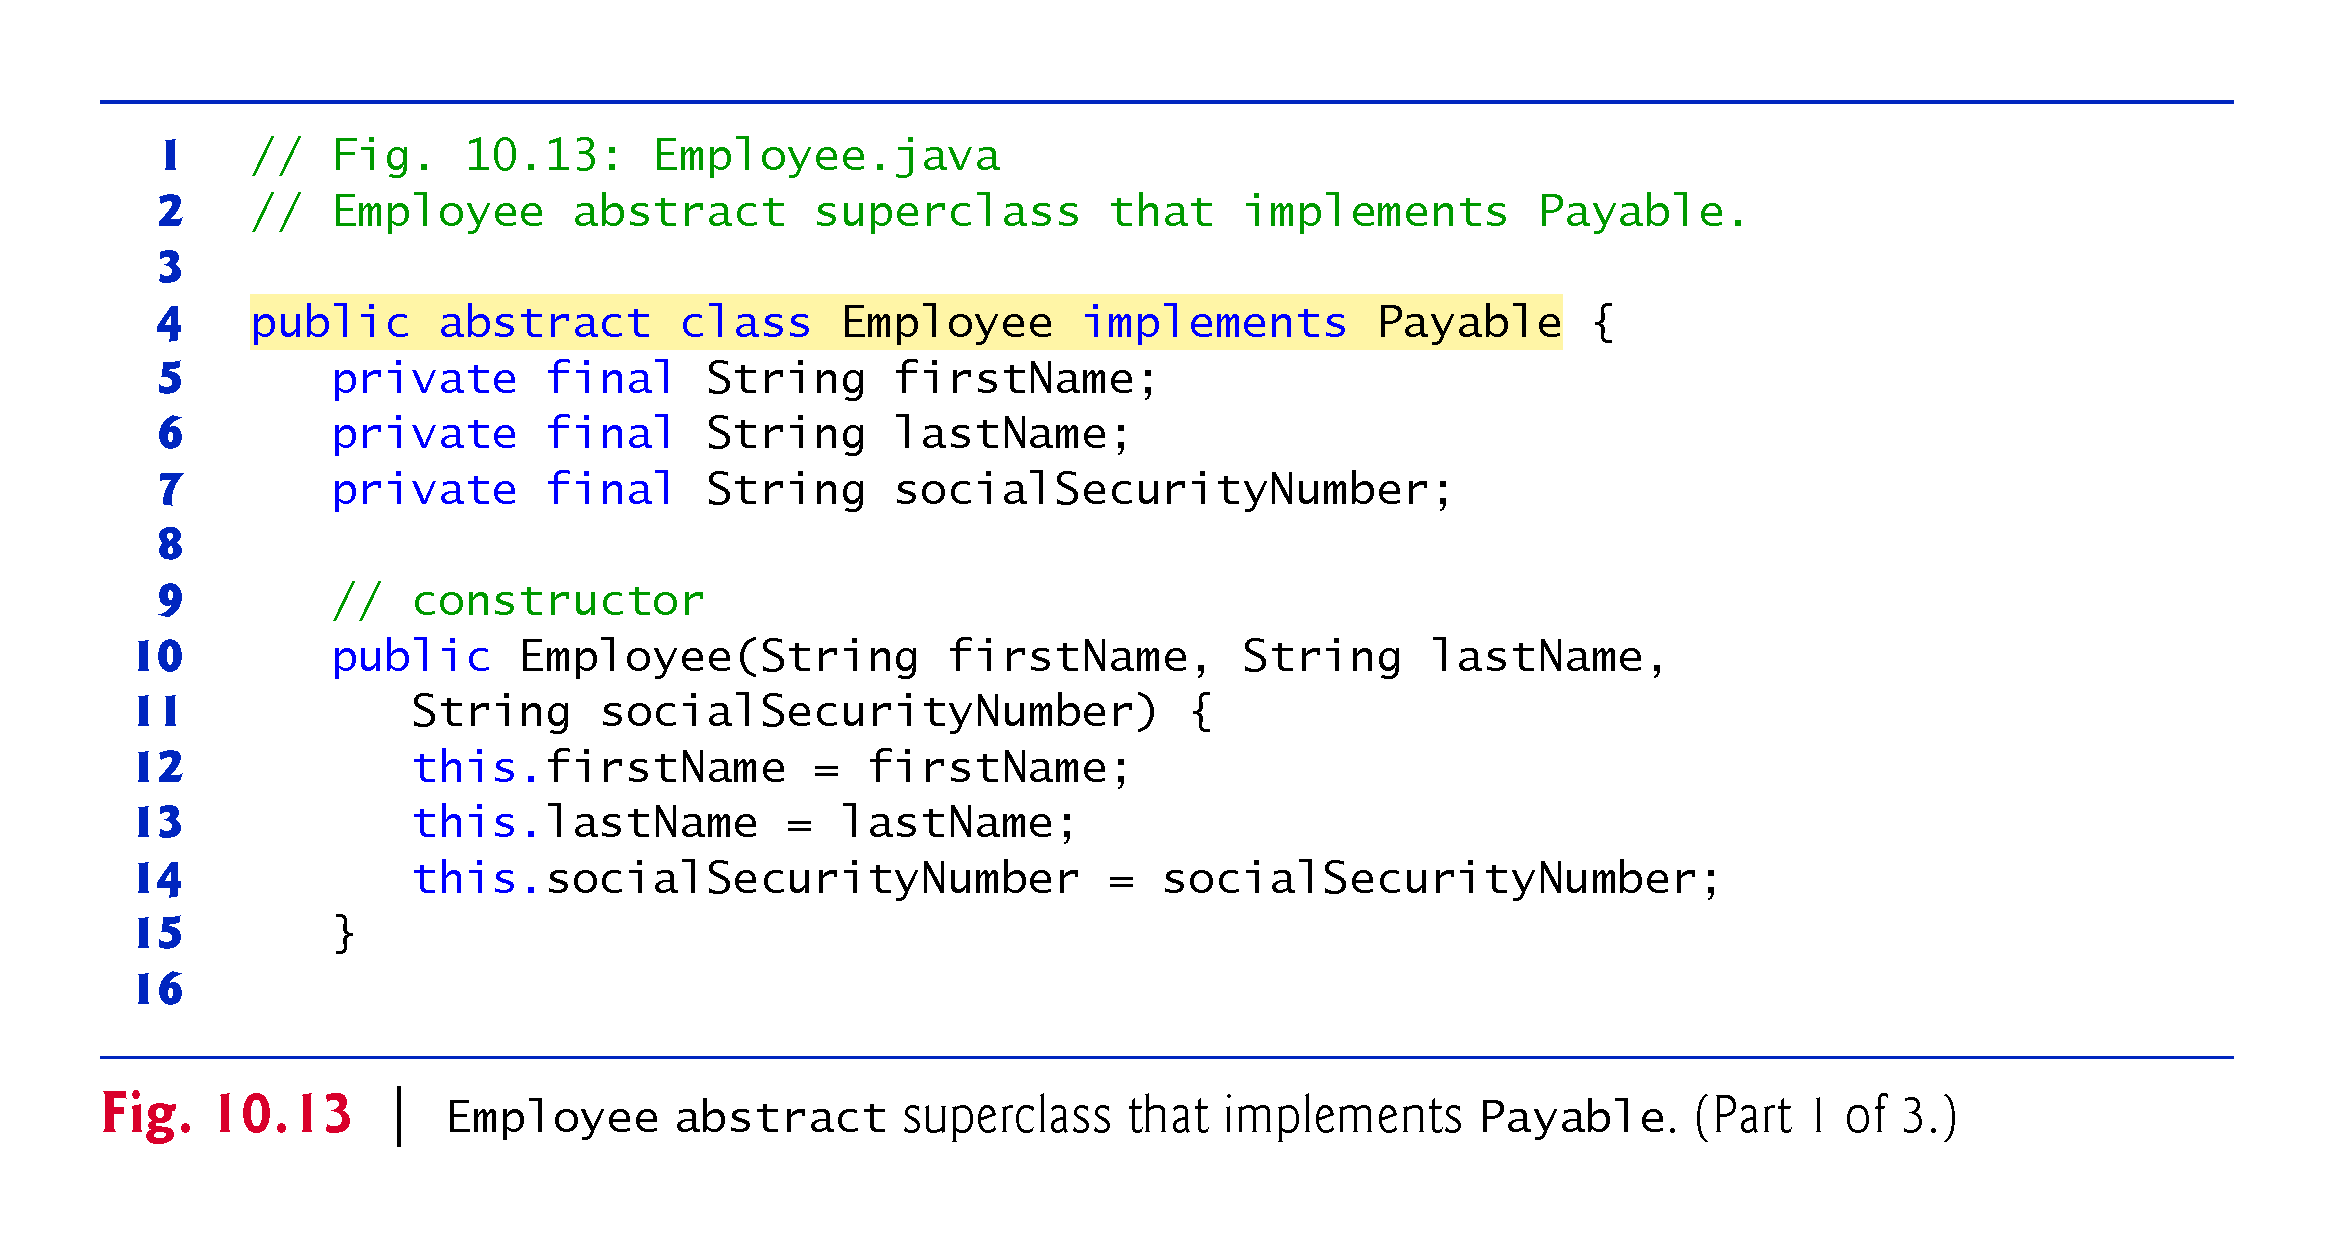 1 // Fig. 10.13: Employee.java
2 // Employee abstract superclass that implements Payable.
3
4 public abstract class Employee implements Payable {
5 private final String firstName;
6 private final String lastName;
7 private final String socialSecurityNumber;
8
9 // constructor
10 public Employee(String firstName, String lastName,
11 String socialSecurityNumber) {
12 this.firstName = firstName;
13 this.lastName = lastName;
14 this.socialSecurityNumber = socialSecurityNumber;
15 }
16
Fig. 10.13 | Employee abstract superclass that implements Payable. (Part 1 of 3.)